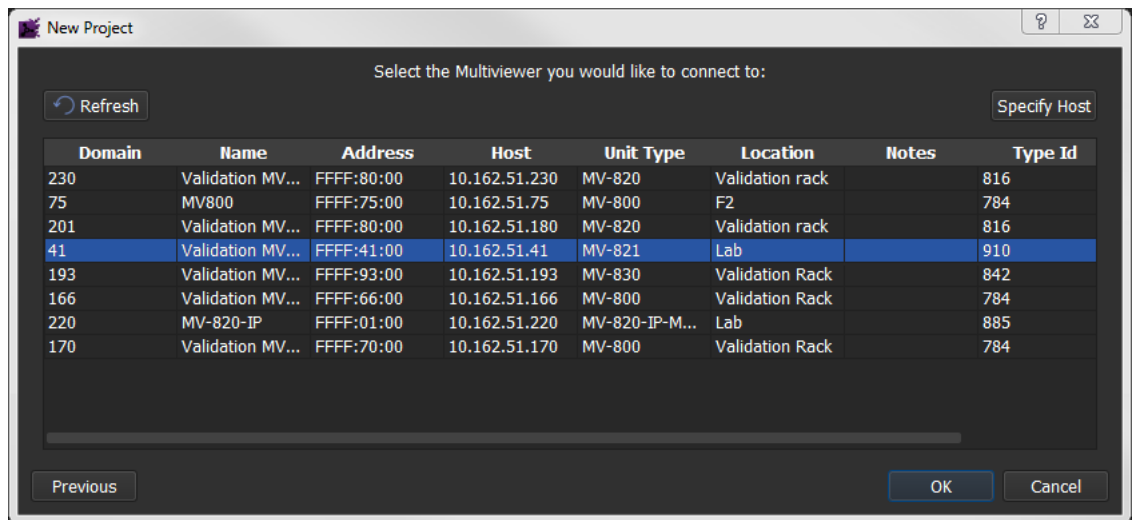 New Project
Select the Multiviewer you would like to connect to:
Refresh Specify Host
Domain Name Address Host Unit Type Location Notes Type Id
230 Validation MV... FFFF:80:00 10.162.51.230 MV-820 Validation rack 816
75 MV800 FFFF:75:00 10.162.51.75 MV-800 F2 784
201 Validation MV... FFFF:80:00 10.162.51.180 MV-820 Validation rack 816
41 Validation MV... FFFF:41:00 10.162.51.41 MV-821 Lab 910
193 Validation MV... FFFF:93:00 10.162.51.193 MV-830 Validation Rack 842
166 Validation MV... FFFF:66:00 10.162.51.166 MV-800 Validation Rack 784
220 MV-820-IP FFFF:01:00 10.162.51.220 MV-820-IP-M... Lab 885
170 Validation MV... FFFF:70:00 10.162.51.170 MV-800 Validation Rack 784
Previous OK Cancel